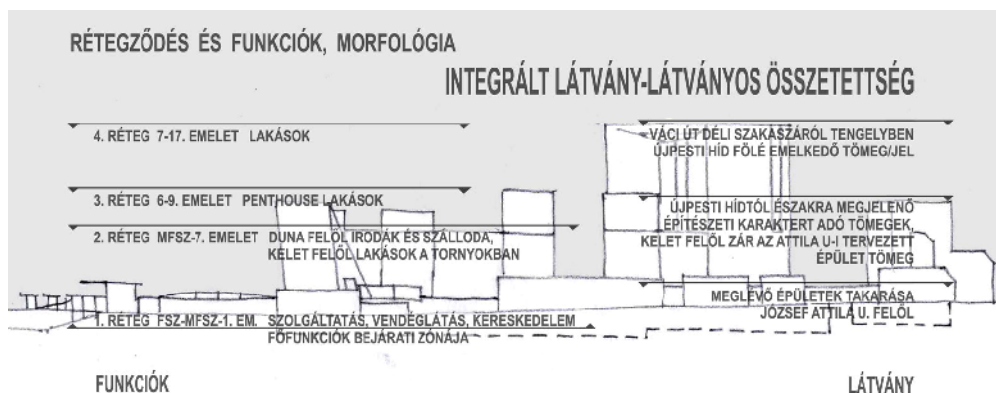 RÉTEGZŐDÉS ÉS FUNKCIÓK, MORFOLÓGIA
INTEGRÁLT LÁTVÁNY-LÁTVÁNYOS ÖSSZETETTSÉG
4. RÉTEG 7-17. EMELET LAKÁSOK
VÁCI ÚT DÉLI SZAKASZÁRÓL TENGELYBEN
ÚJPESTI HÍD FÖLÉ EMELKEDŐ TÖMEG/JEL
3. RÉTEG 6-9. EMELET PENTHOUSE LAKÁSOK
ÚJPESTI HÍDTÓL ÉSZAKRA MEGJELENŐ
ÉPÍTÉSZETI KARAKTERT ADÓ TÖMEGEK,
KELET FELŐL ZÁR AZ ATTILA U-I TERVEZETT
ÉPÜLET TÖMEG
2. RÉTEG MFSZ-7. EMELET DUNA FELŐL IRODÁK ÉS SZÁLLODA,
KELET FELŐL LAKÁSOK A TORNYOKBAN
MEGLÉVŐ ÉPÜLETEK TAKARÁSA
JÓZSEF ATTILA U. FELŐL
1. RÉTEG FSZ-MFSZ-1. EM. SZOLGÁLTATÁS, VENDÉGLÁTÁS, KERESKEDELEM
FŐFUNKCIÓK BEJÁRATI ZÓNÁJA
FUNKCIÓK
LÁTVÁNY